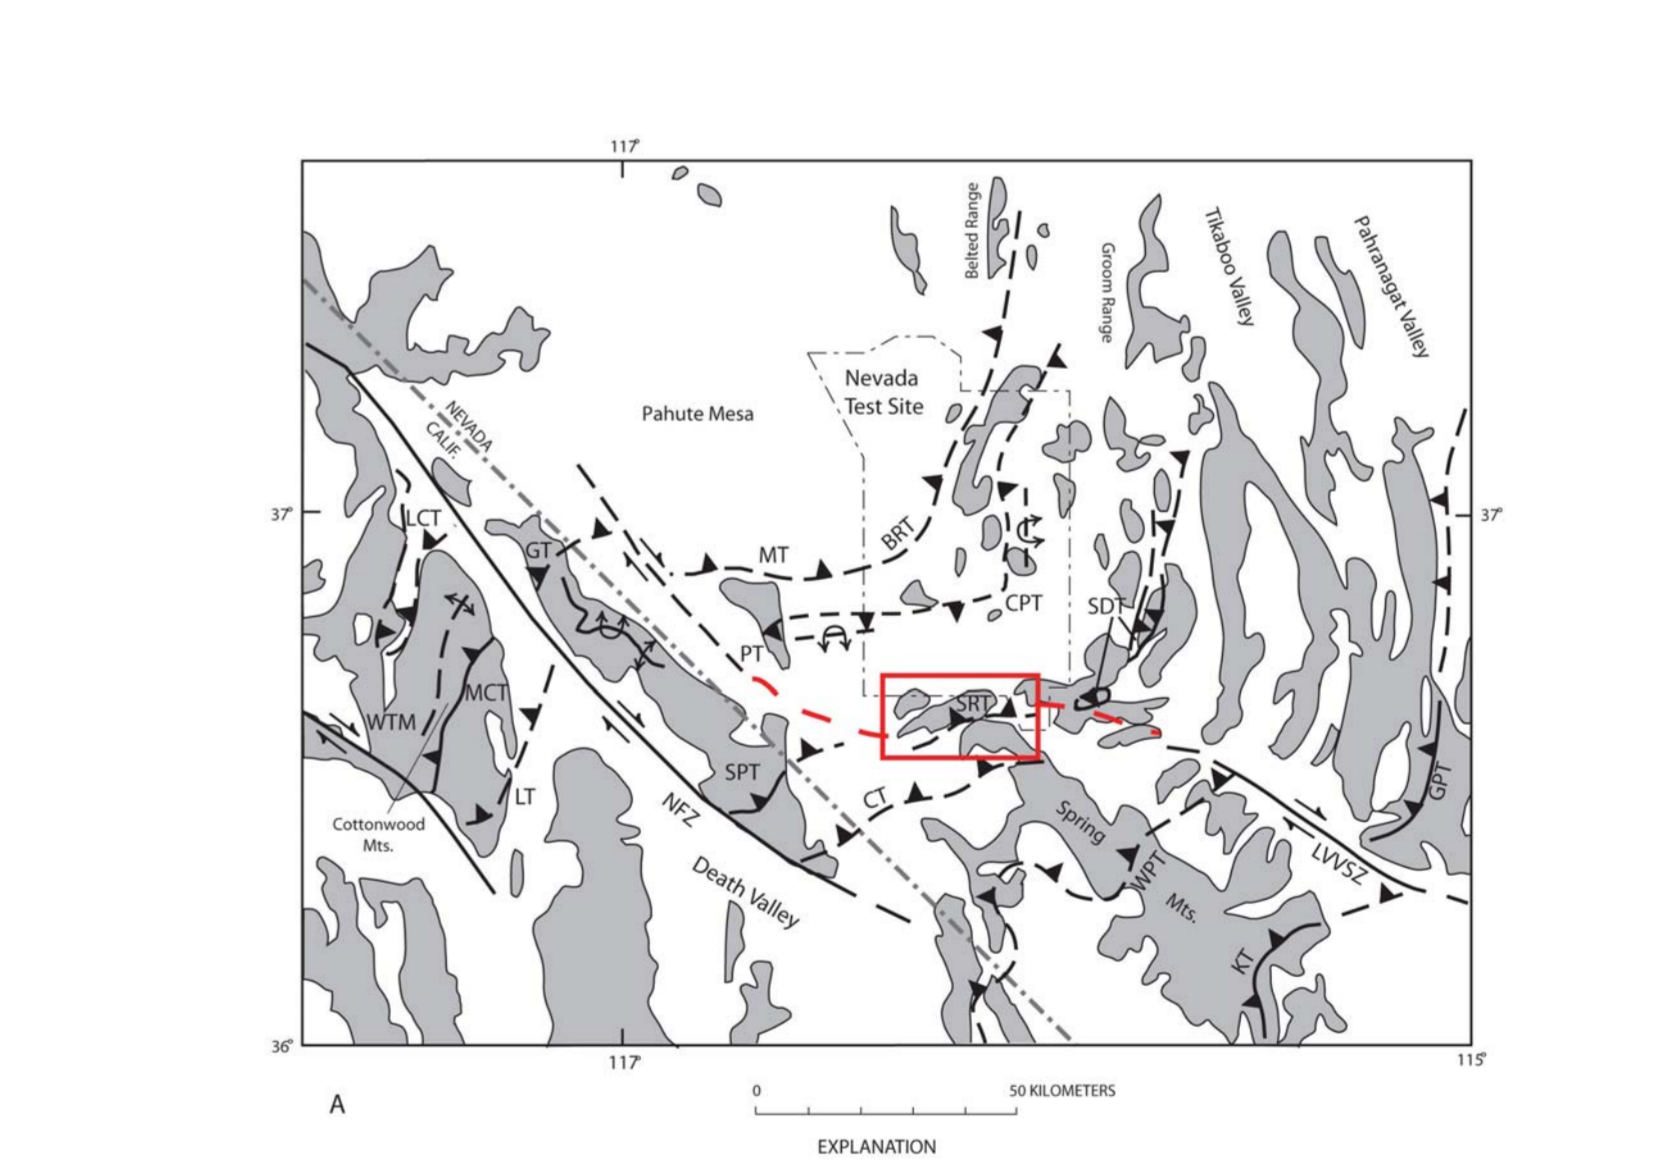 117°
Belted Range
Groom Range
Tikaboo Valley
Pahranagat Valley
Nevada
Test Site
Pahute Mesa
NEVADA
CALIF.
37°
37°
LCT
GT
MT
BRT
CPT
SDT
PT
MCT
WTM
SRT
SPT
LT
NFZ
CT
GPT
Cottonwood
Mts.
Spring
Mts.
WPT
LVVSZ
Death Valley
KT
36°
117°
115°
A
0
50 KILOMETERS
EXPLANATION